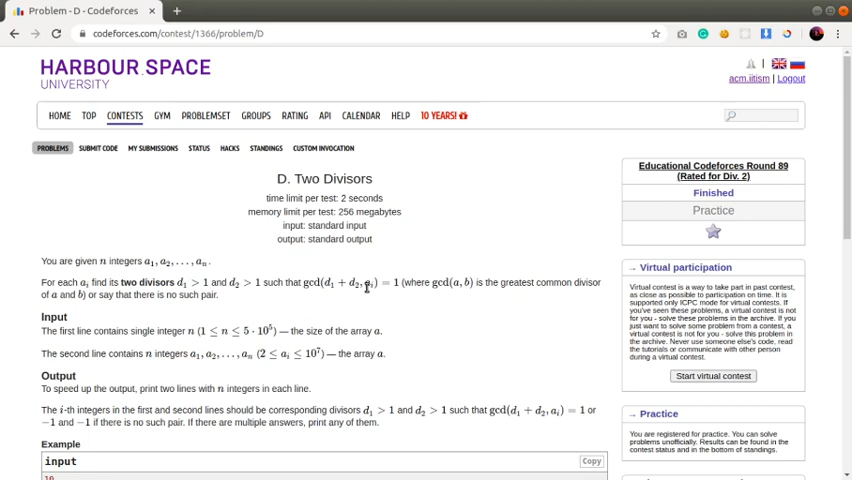 Problem - D - Codeforces
codeforces.com/contest/1366/problem/D
HARBOUR.SPACE
UNIVERSITY
acm.iitism | Logout
HOME TOP CONTESTS GYM PROBLEMSET GROUPS RATING API CALENDAR HELP 10 YEARS!
PROBLEMS SUBMIT CODE MY SUBMISSIONS STATUS HACKS STANDINGS CUSTOM INVOCATION
D. Two Divisors
time limit per test: 2 seconds
memory limit per test: 256 megabytes
input: standard input
output: standard output
You are given n integers a₁, a₂, . . . , aₙ.
For each aᵢ find its two divisors d₁ > 1 and d₂ > 1 such that gcd(d₁ + d₂, aᵢ) = 1 (where gcd(a, b) is the greatest common divisor
of a and b) or say that there is no such pair.
Input
The first line contains single integer n (1 ≤ n ≤ 5 · 10⁵) — the size of the array a.
The second line contains n integers a₁, a₂, . . . , aₙ (2 ≤ aᵢ ≤ 10⁷) — the array a.
Output
To speed up the output, print two lines with n integers in each line.
The i-th integers in the first and second lines should be corresponding divisors d₁ > 1 and d₂ > 1 such that gcd(d₁ + d₂, aᵢ) = 1 or
−1 and −1 if there is no such pair. If there are multiple answers, print any of them.
Example
input
Copy
10
Educational Codeforces Round 89
(Rated for Div. 2)
Finished
Practice
→ Virtual participation
Virtual contest is a way to take part in past contest,
as close as possible to participation on time. It is
supported only ICPC mode for virtual contests. If
you've seen these problems, a virtual contest is not
for you - solve these problems in the archive. If you
just want to solve some problem from a contest, a
virtual contest is not for you - solve this problem in
the archive. Never use someone else's code, read
the tutorials or communicate with other person
during a virtual contest.
Start virtual contest
→ Practice
You are registered for practice. You can solve
problems unofficially. Results can be found in the
contest status and in the bottom of standings.